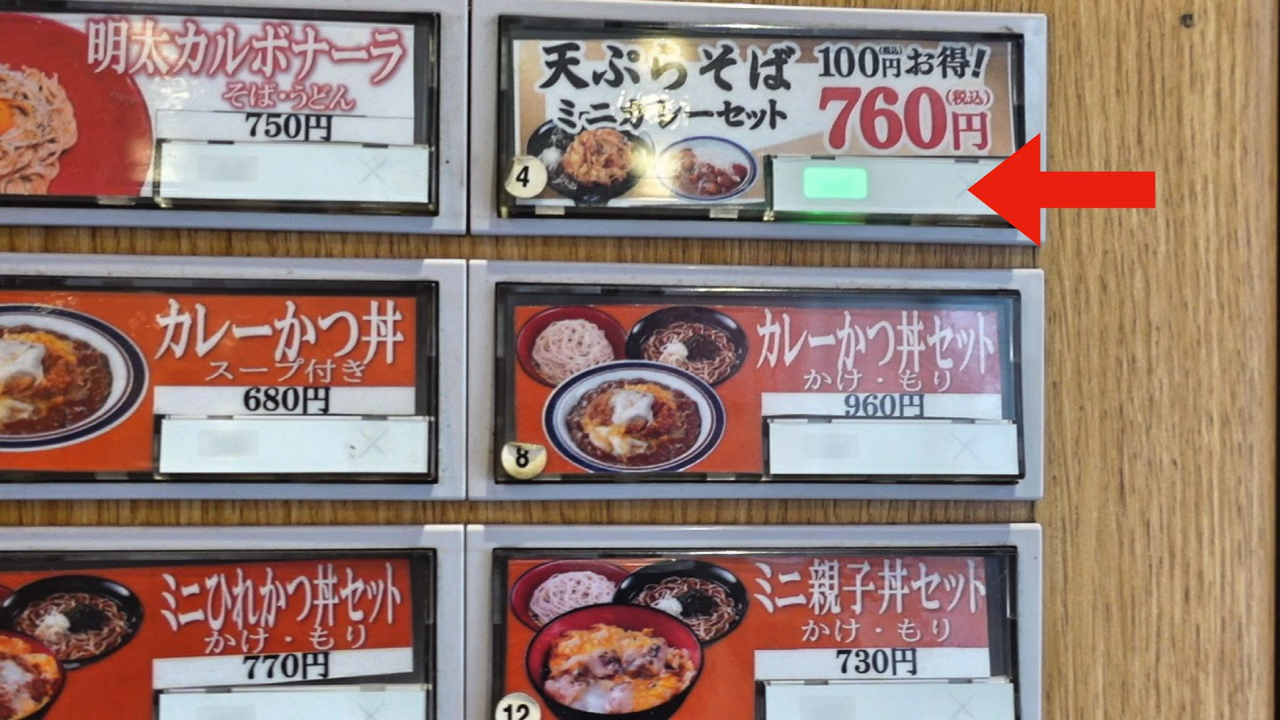 明太カルボナーラ
そば・うどん
750円
天ぷらそば
ミニカレーセット
100円(税込)お得!
760円(税込)
4
カレーかつ丼
スープ付き
680円
カレーかつ丼セット
かけ・もり
960円
8
ミニひれかつ丼セット
かけ・もり
770円
ミニ親子丼セット
かけ・もり
730円
12